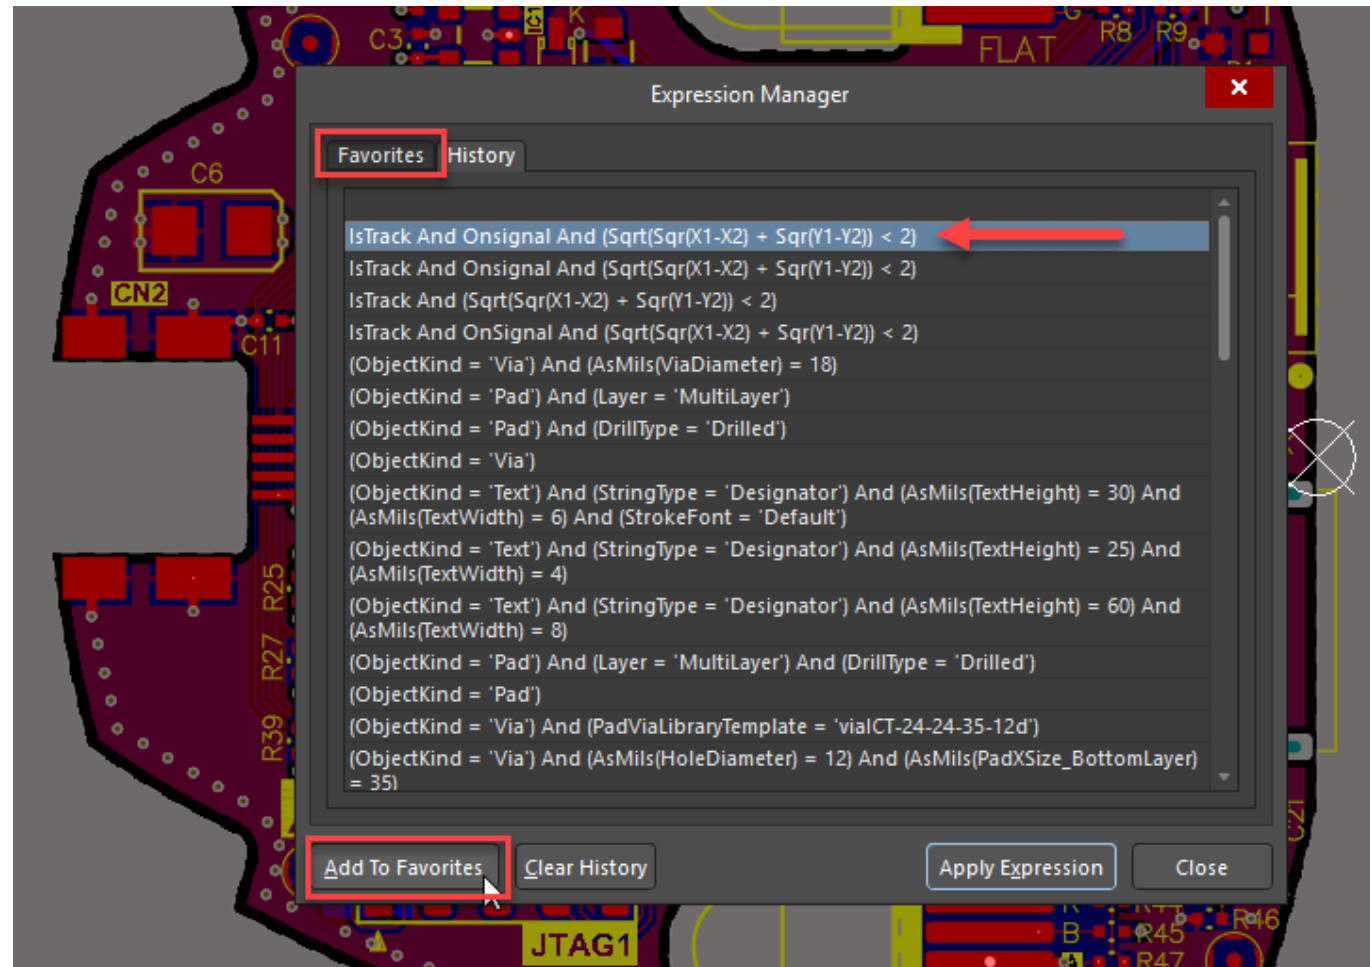 C3
C1
K
G
R8
R9
FLAT
Expression Manager
Favorites
History
C6
IsTrack And Onsignal And (Sqrt(Sqr(X1-X2) + Sqr(Y1-Y2)) < 2)
IsTrack And Onsignal And (Sqrt(Sqr(X1-X2) + Sqr(Y1-Y2)) < 2)
CN2
IsTrack And (Sqrt(Sqr(X1-X2) + Sqr(Y1-Y2)) < 2)
C11
IsTrack And OnSignal And (Sqrt(Sqr(X1-X2) + Sqr(Y1-Y2)) < 2)
(ObjectKind = 'Via') And (AsMils(ViaDiameter) = 18)
(ObjectKind = 'Pad') And (Layer = 'MultiLayer')
(ObjectKind = 'Pad') And (DrillType = 'Drilled')
(ObjectKind = 'Via')
(ObjectKind = 'Text') And (StringType = 'Designator') And (AsMils(TextHeight) = 30) And
(AsMils(TextWidth) = 6) And (StrokeFont = 'Default')
(ObjectKind = 'Text') And (StringType = 'Designator') And (AsMils(TextHeight) = 25) And
(AsMils(TextWidth) = 4)
R25
(ObjectKind = 'Text') And (StringType = 'Designator') And (AsMils(TextHeight) = 60) And
(AsMils(TextWidth) = 8)
R27
(ObjectKind = 'Pad') And (Layer = 'MultiLayer') And (DrillType = 'Drilled')
(ObjectKind = 'Pad')
R39
(ObjectKind = 'Via') And (PadViaLibraryTemplate = 'viaICT-24-24-35-12d')
(ObjectKind = 'Via') And (AsMils(HoleDiameter) = 12) And (AsMils(PadXSize_BottomLayer)
= 35)
C21
Add To Favorites
Clear History
Apply Expression
Close
R44
R46
JTAG1
B
R45
R47